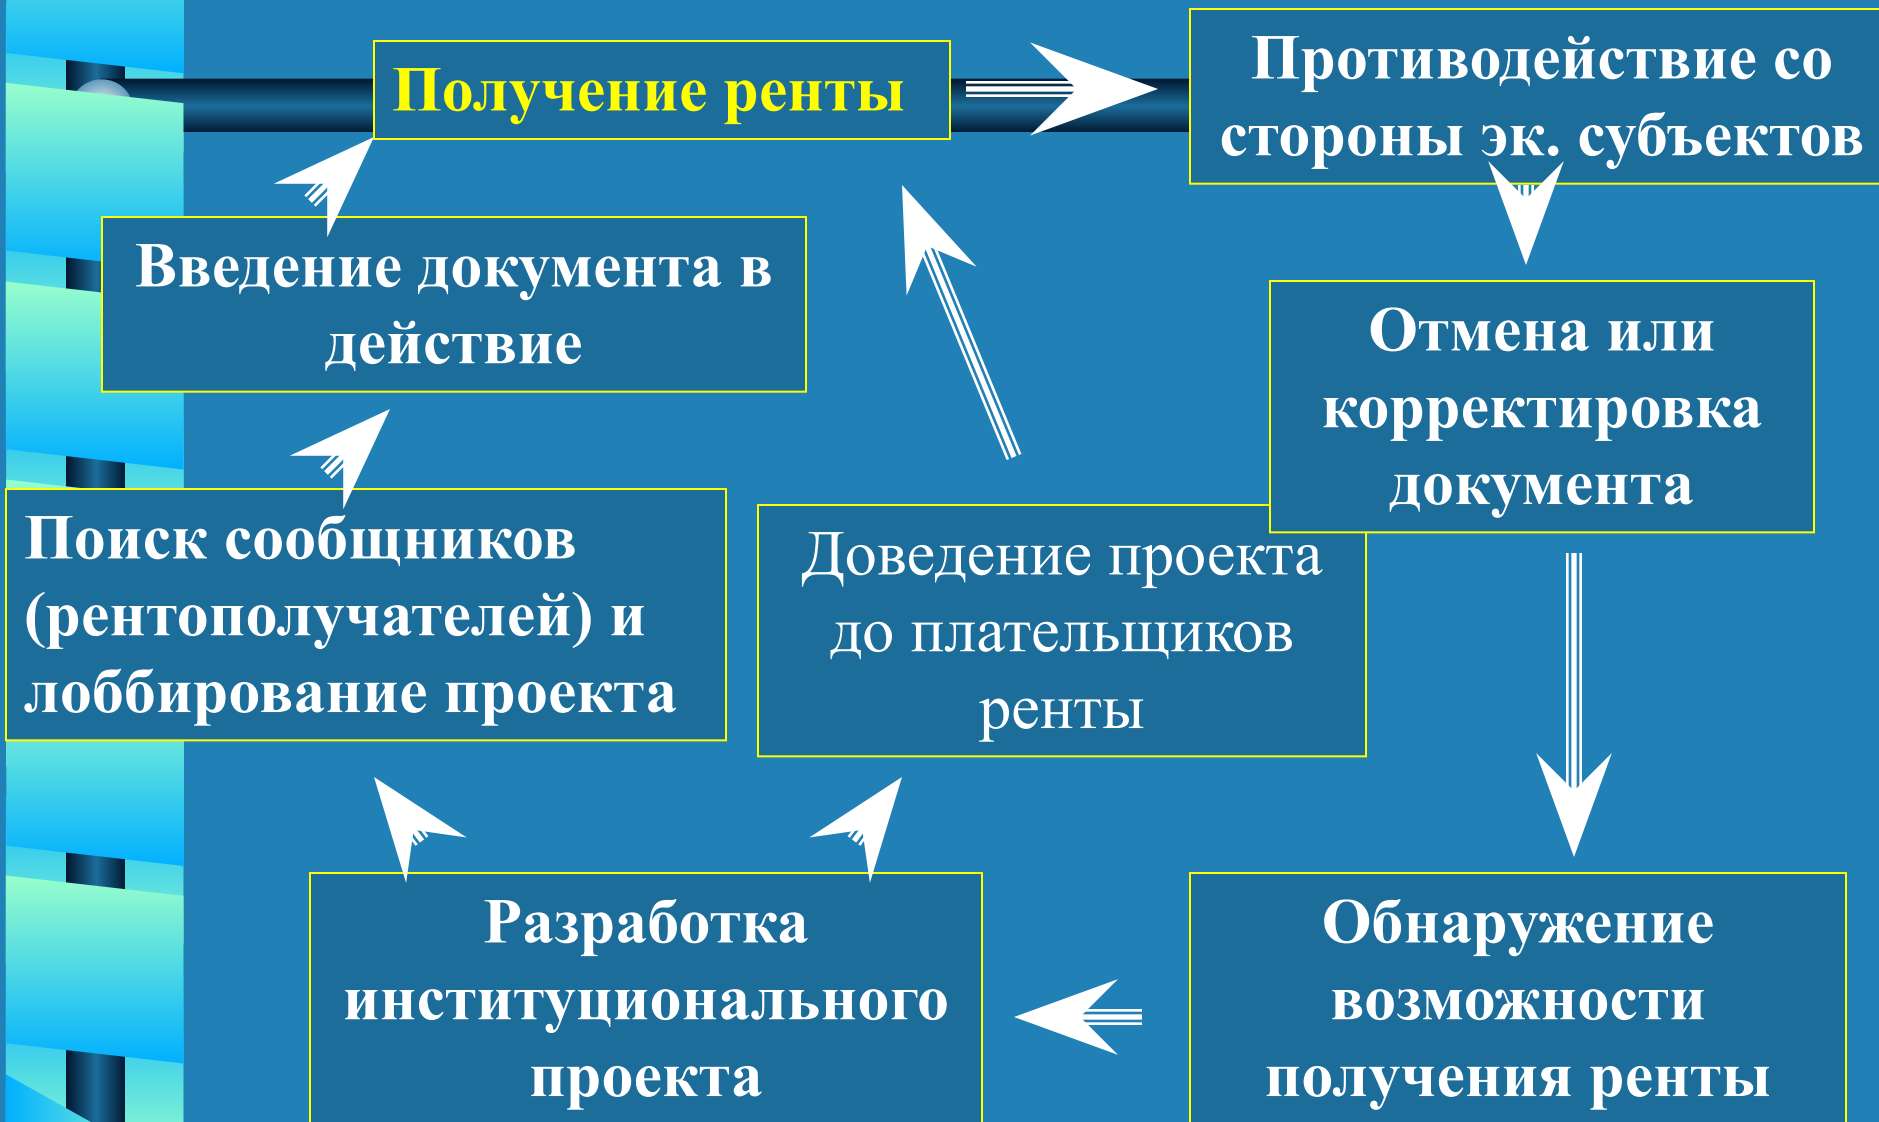 Получение ренты
Противодействие со
стороны эк. субъектов
Введение документа в
действие
Отмена или
корректировка
документа
Поиск сообщников
(рентополучателей) и
лоббирование проекта
Доведение проекта
до плательщиков
ренты
Разработка
институционального
проекта
Обнаружение
возможности
получения ренты